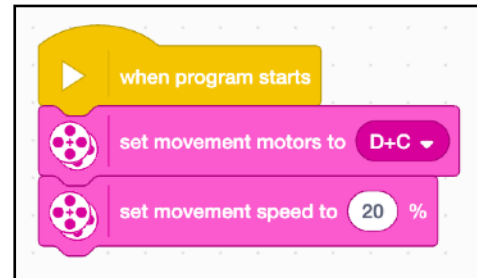 when program starts
set movement motors to D+C
set movement speed to 20 %